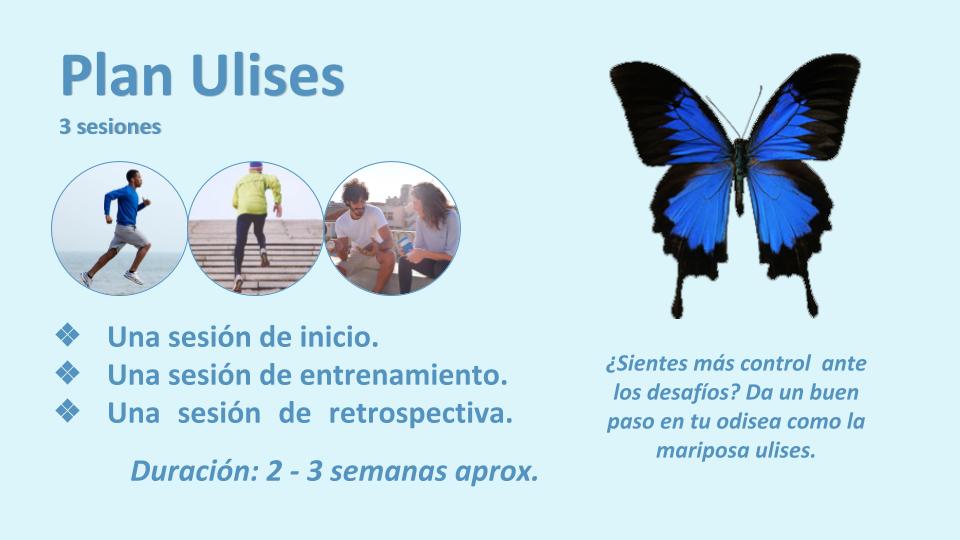 Plan Ulises
3 sesiones
❖ Una sesión de inicio.
❖ Una sesión de entrenamiento.
❖ Una sesión de retrospectiva.
Duración: 2 - 3 semanas aprox.
¿Sientes más control ante
los desafíos? Da un buen
paso en tu odisea como la
mariposa ulises.